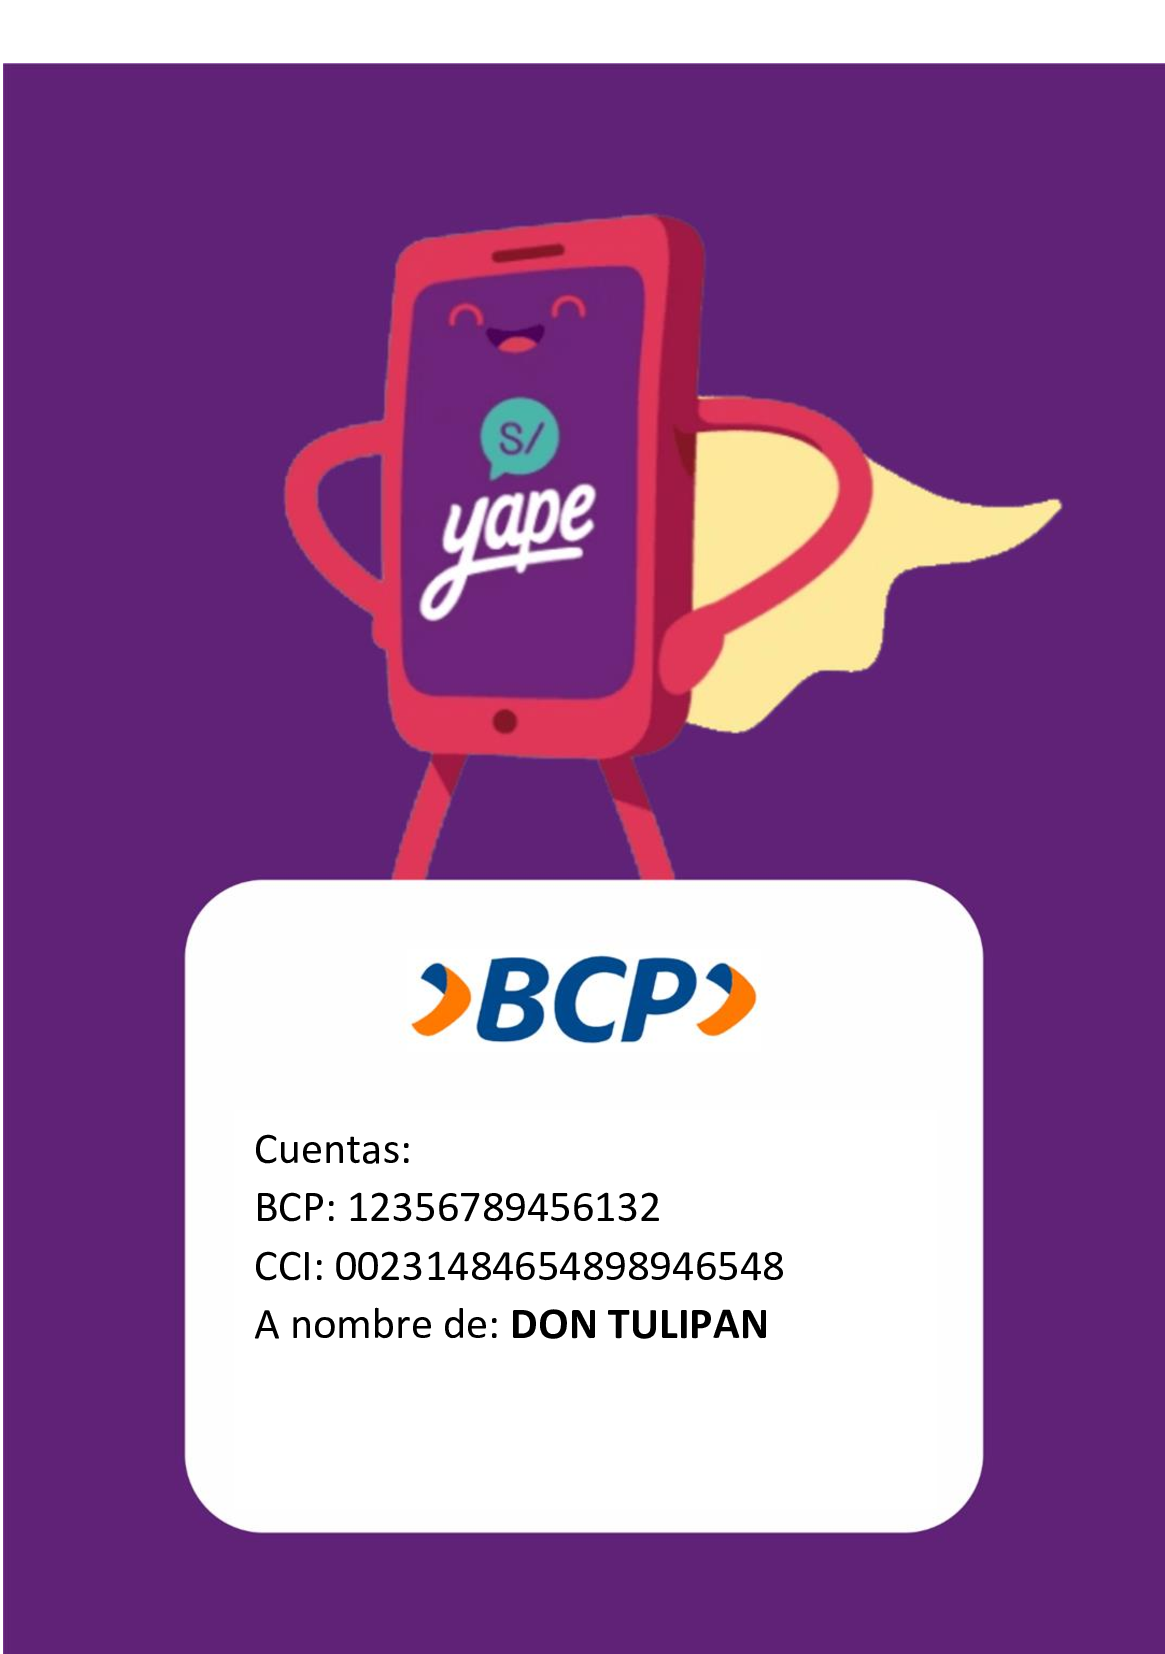 S/
yape
BCP
Cuentas:
BCP: 12356789456132
CCI: 00231484654898946548
A nombre de: DON TULIPAN